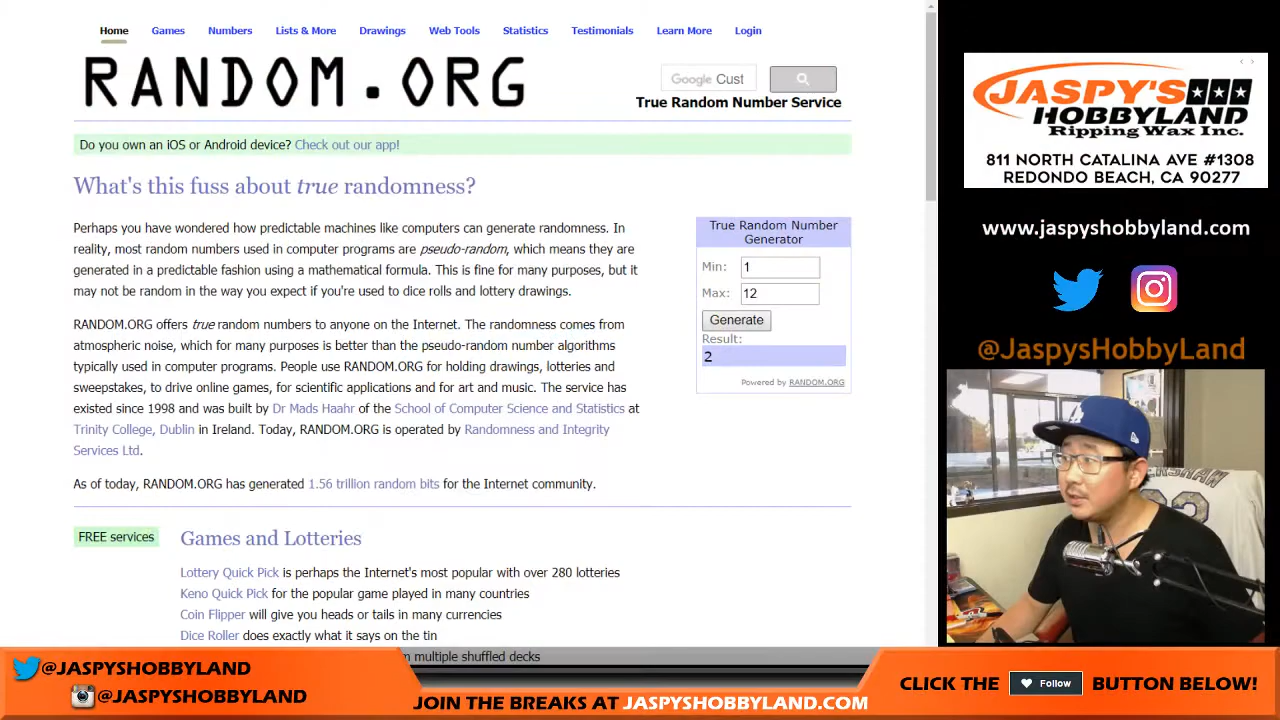 Home Games Numbers Lists & More Drawings Web Tools Statistics Testimonials Learn More Login
RANDOM.ORG
Google Cust
True Random Number Service
Do you own an iOS or Android device? Check out our app!
What's this fuss about true randomness?
Perhaps you have wondered how predictable machines like computers can generate randomness. In
reality, most random numbers used in computer programs are pseudo-random, which means they are
generated in a predictable fashion using a mathematical formula. This is fine for many purposes, but it
may not be random in the way you expect if you're used to dice rolls and lottery drawings.
RANDOM.ORG offers true random numbers to anyone on the Internet. The randomness comes from
atmospheric noise, which for many purposes is better than the pseudo-random number algorithms
typically used in computer programs. People use RANDOM.ORG for holding drawings, lotteries and
sweepstakes, to drive online games, for scientific applications and for art and music. The service has
existed since 1998 and was built by Dr Mads Haahr of the School of Computer Science and Statistics at
Trinity College, Dublin in Ireland. Today, RANDOM.ORG is operated by Randomness and Integrity
Services Ltd.
As of today, RANDOM.ORG has generated 1.56 trillion random bits for the Internet community.
True Random Number
Generator
Min: 1
Max: 12
Generate
Result:
2
Powered by RANDOM.ORG
FREE services
Games and Lotteries
Lottery Quick Pick is perhaps the Internet's most popular with over 280 lotteries
Keno Quick Pick for the popular game played in many countries
Coin Flipper will give you heads or tails in many currencies
Dice Roller does exactly what it says on the tin
m multiple shuffled decks
JASPY'S
HOBBYLAND
Ripping Wax Inc.
811 NORTH CATALINA AVE #1308
REDONDO BEACH, CA 90277
www.jaspyshobbyland.com
@JaspysHobbyLand
@JASPYSHOBBYLAND
@JASPYSHOBBYLAND
JOIN THE BREAKS AT JASPYSHOBBYLAND.COM
CLICK THE Follow BUTTON BELOW!